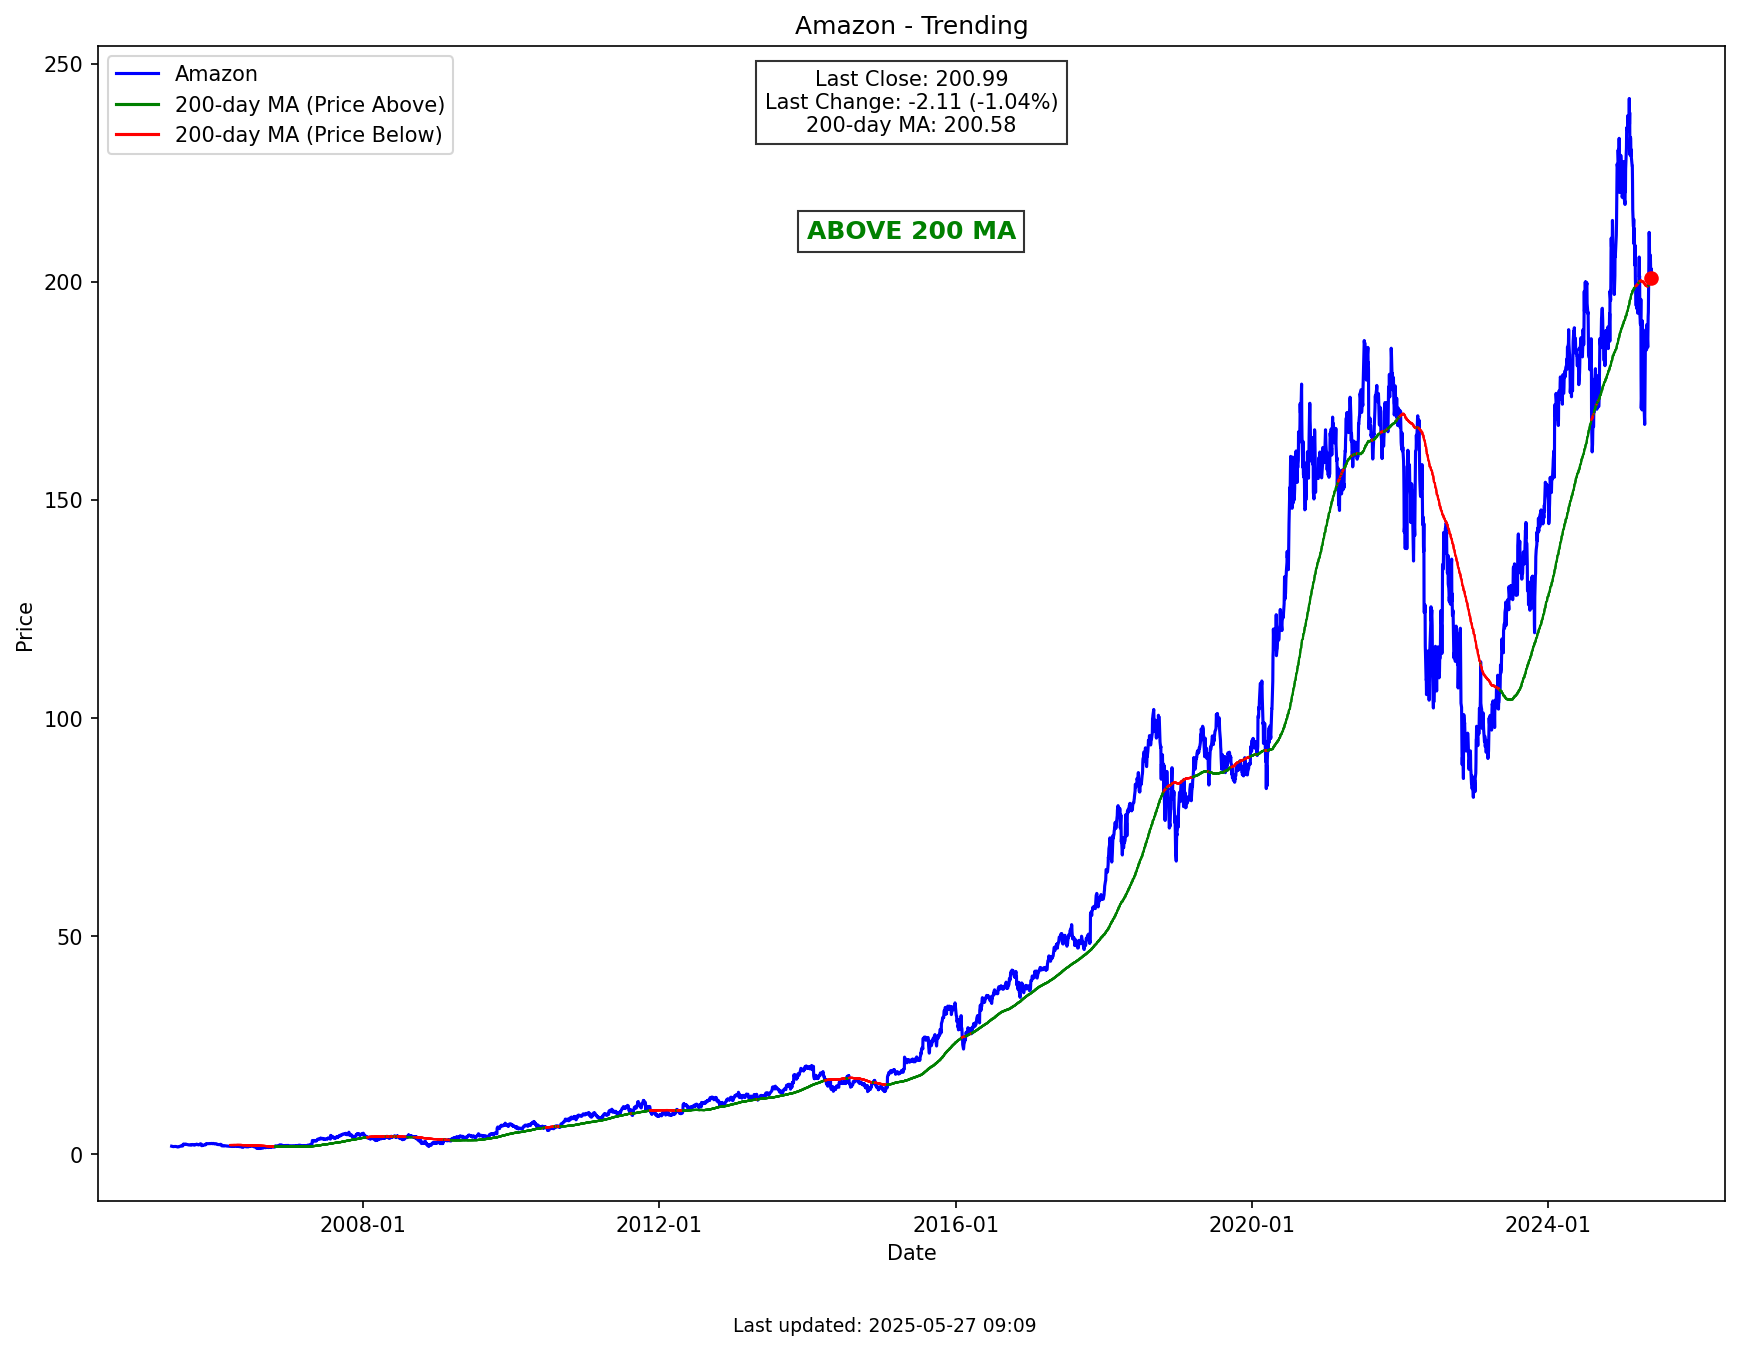 Amazon - Trending
Amazon
200-day MA (Price Above)
200-day MA (Price Below)
Last Close: 200.99
Last Change: -2.11 (-1.04%)
200-day MA: 200.58
ABOVE 200 MA
Price
250
200
150
100
50
0
2008-01
2012-01
2016-01
2020-01
2024-01
Date
Last updated: 2025-05-27 09:09